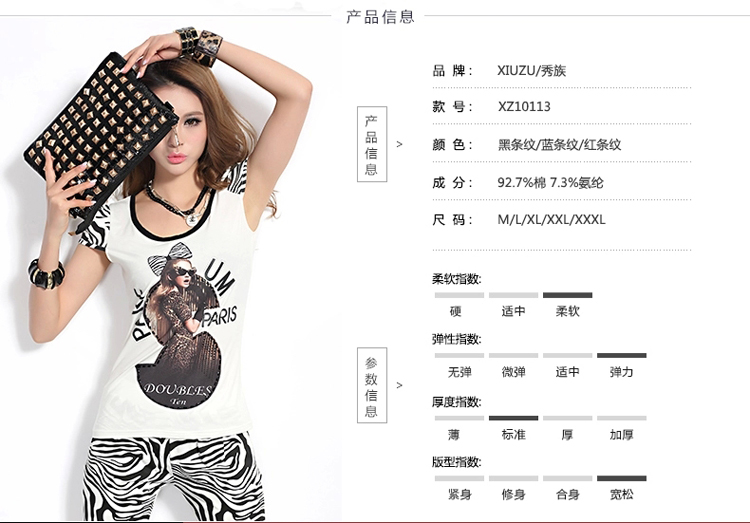 产品信息
产品信息 >
品 牌： XIUZU/秀族
款 号： XZ10113
颜 色： 黑条纹/蓝条纹/红条纹
成 分： 92.7%棉 7.3%氨纶
尺 码： M/L/XL/XXL/XXXL
参数信息 >
柔软指数:
硬 适中 柔软
弹性指数:
无弹 微弹 适中 弹力
厚度指数:
薄 标准 厚 加厚
版型指数:
紧身 修身 合身 宽松
UM
PARIS
DOUBLES
Ten